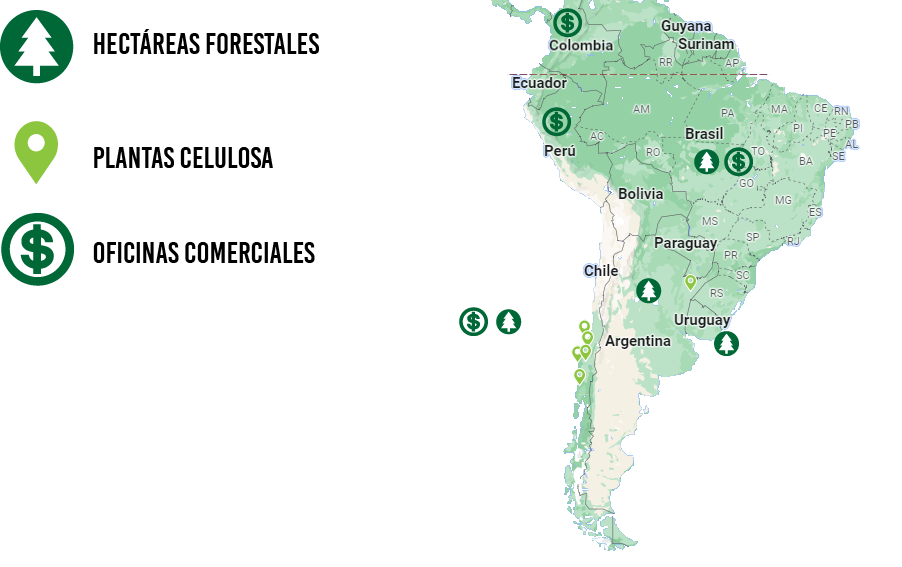 HECTÁREAS FORESTALES
PLANTAS CELULOSA
$
OFICINAS COMERCIALES
$
Colombia
Guyana
Surinam
RR
AP
Ecuador
$
Perú
AM
PA
MA
CE
RN
PB
PI
PE
AL
SE
AC
RO
Brasil
$
TO
BA
Bolivia
GO
MG
MS
ES
SP
RJ
Paraguay
PR
SC
Chile
RS
Uruguay
$
Argentina